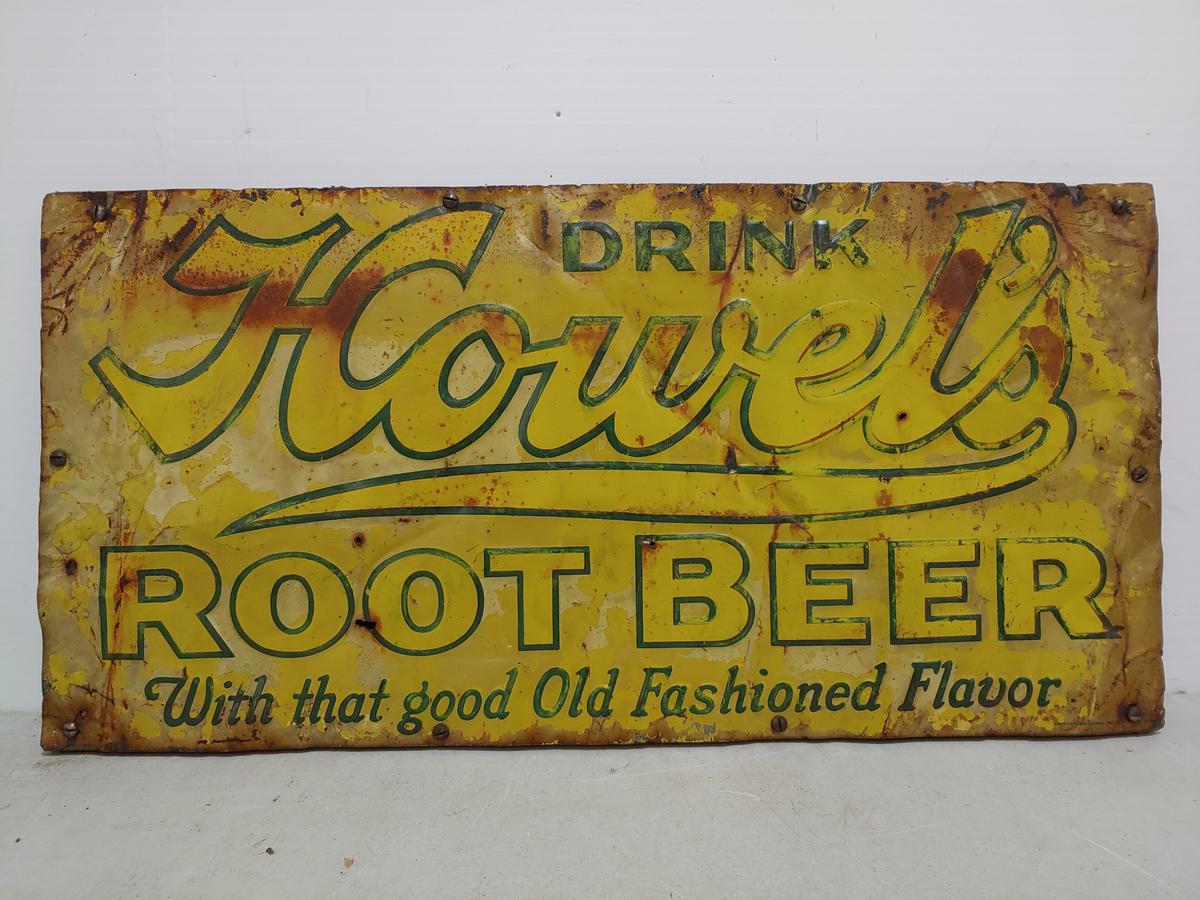 DRINK
Howel's
ROOT BEER
With that good Old Fashioned Flavor